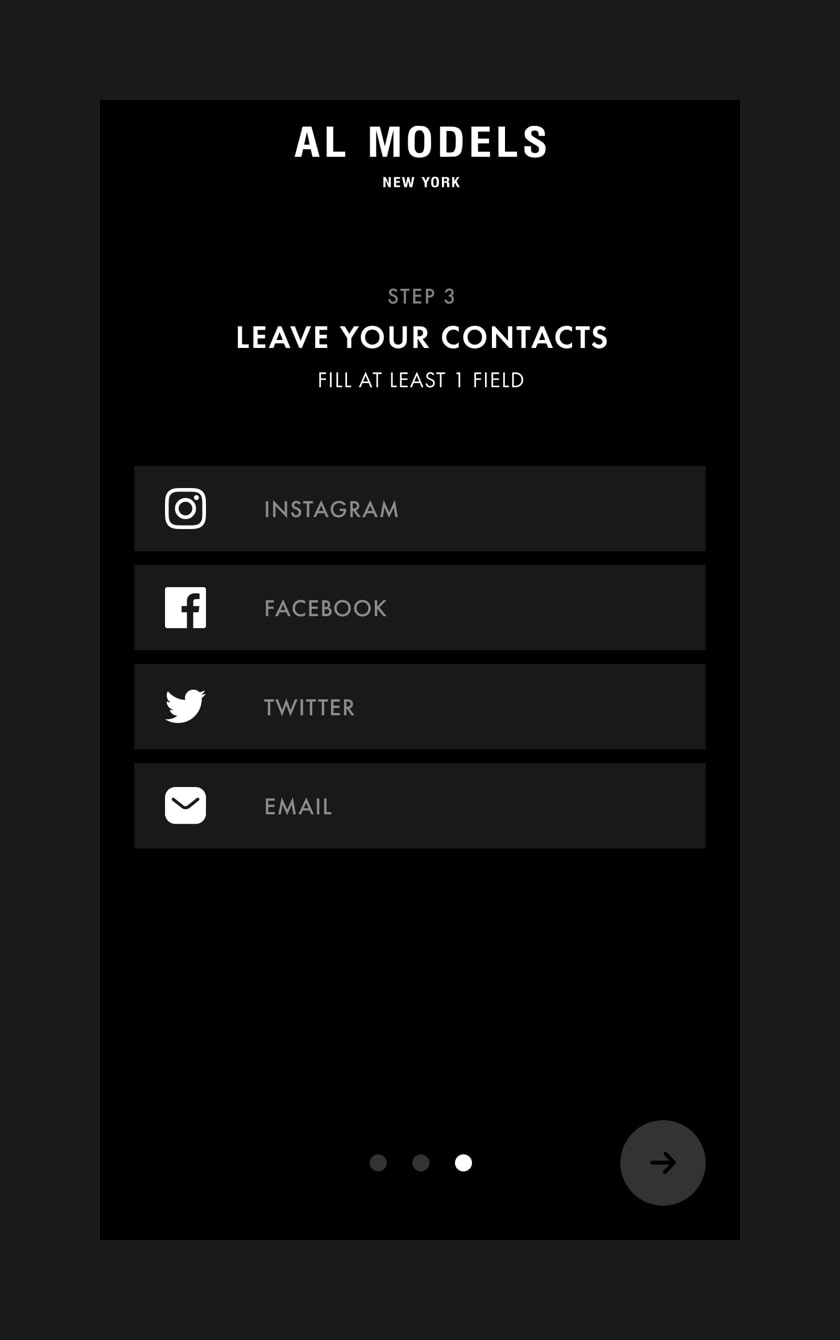 AL MODELS
NEW YORK
STEP 3
LEAVE YOUR CONTACTS
FILL AT LEAST 1 FIELD
INSTAGRAM
FACEBOOK
TWITTER
EMAIL